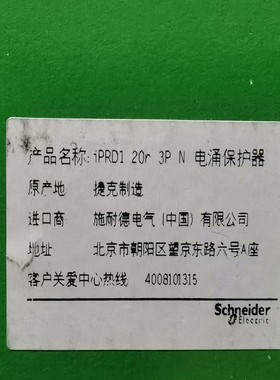 产品名称: iPRD1 20r 3P N 电涌保护器
原产地 捷克制造
进口商 施耐德电气 (中国) 有限公司
地址 北京市朝阳区望京东路六号A座
客户关爱中心热线 4008101315
Schneider
Electric